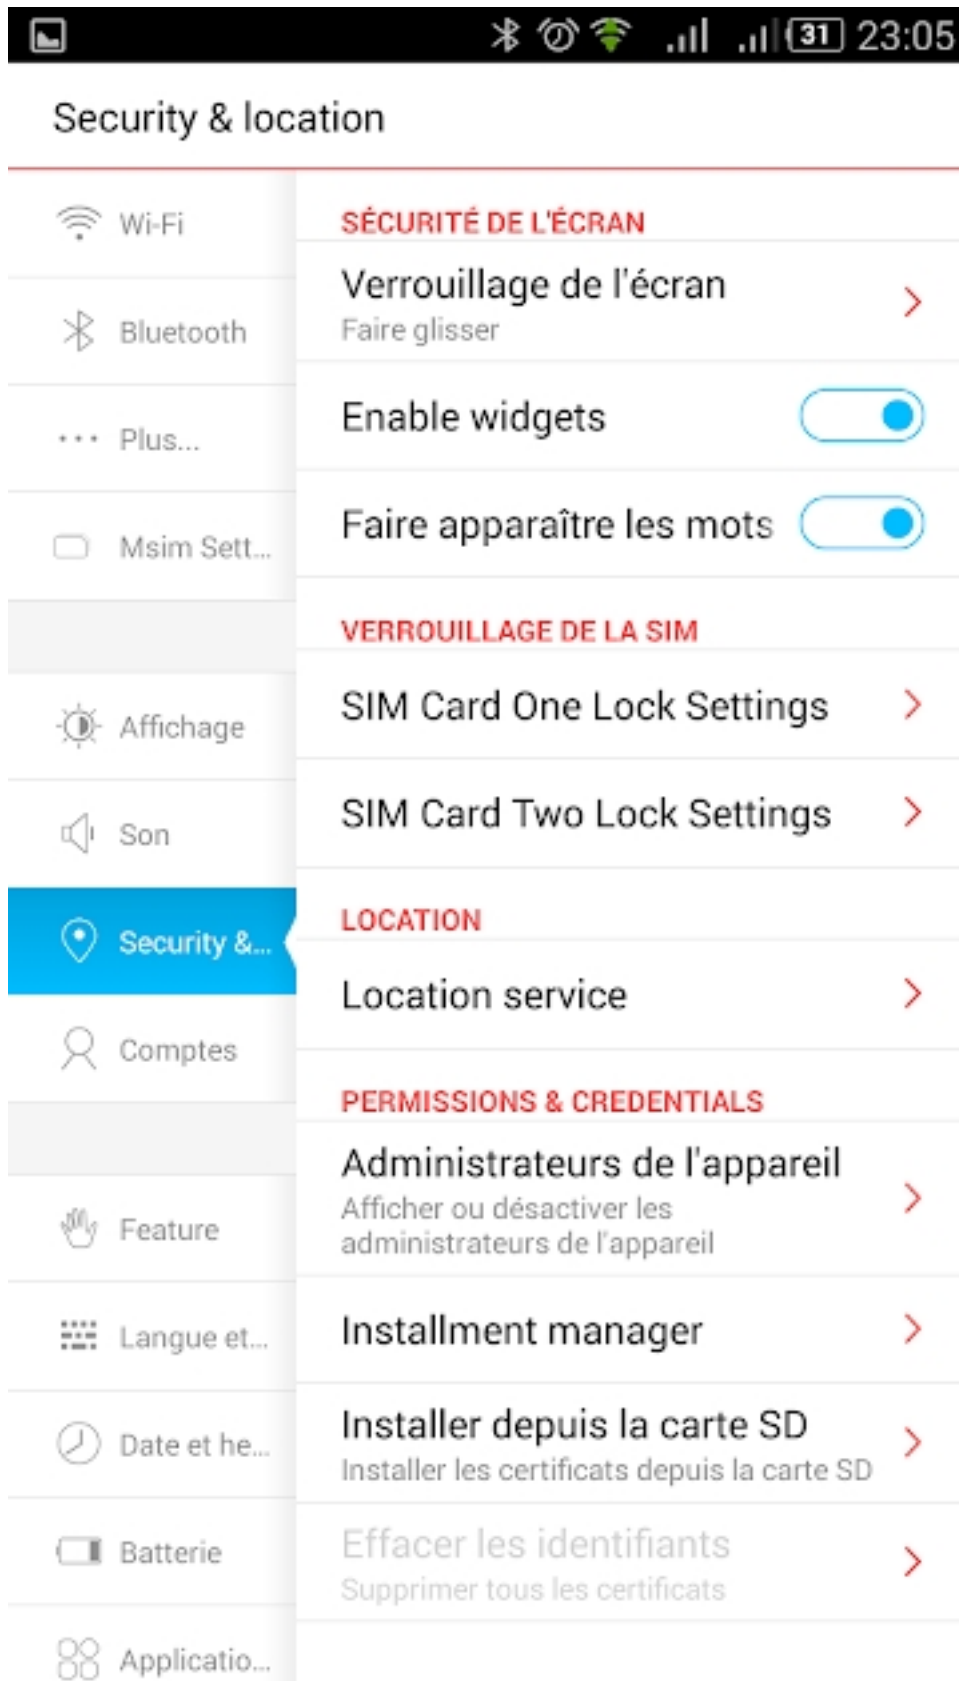 31 23:05
Security & location
Wi-Fi
Bluetooth
Plus...
Msim Sett...
Affichage
Son
Security &...
Comptes
Feature
Langue et...
Date et he...
Batterie
Applicatio...
SÉCURITÉ DE L'ÉCRAN
Verrouillage de l'écran
Faire glisser
Enable widgets
Faire apparaître les mots
VERROUILLAGE DE LA SIM
SIM Card One Lock Settings
SIM Card Two Lock Settings
LOCATION
Location service
PERMISSIONS & CREDENTIALS
Administrateurs de l'appareil
Afficher ou désactiver les
administrateurs de l'appareil
Installment manager
Installer depuis la carte SD
Installer les certificats depuis la carte SD
Effacer les identifiants
Supprimer tous les certificats